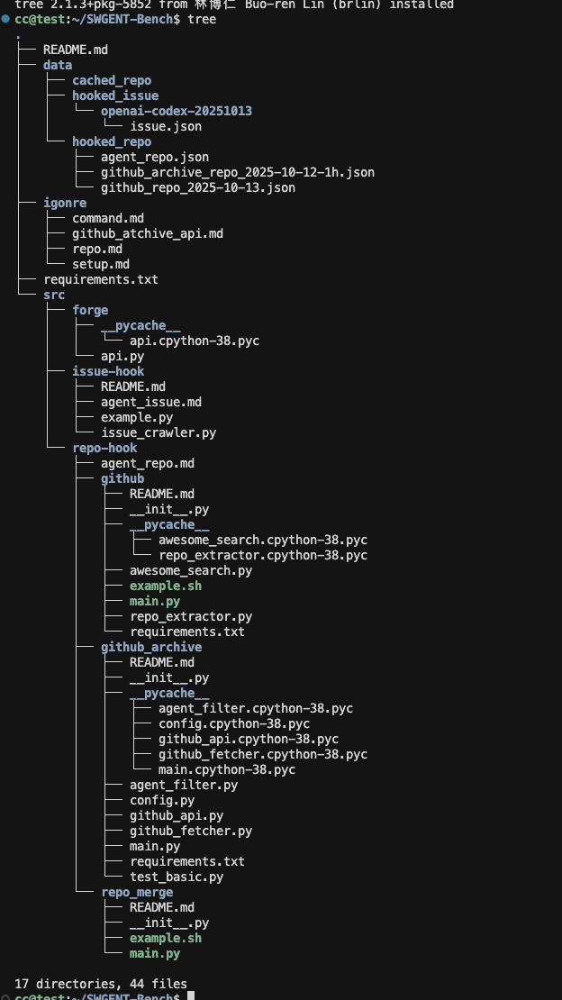 tree 2.1.3+pkg-5852 from 林博仁 Buo-ren Lin (brlin) installed
cc@test:~/SWGENT-Bench$ tree
.
├── README.md
├── data
│   ├── cached_repo
│   ├── hooked_issue
│   │   └── openai-codex-20251013
│   │       └── issue.json
│   └── hooked_repo
│       ├── agent_repo.json
│       ├── github_archive_repo_2025-10-12-1h.json
│       └── github_repo_2025-10-13.json
├── igonre
│   ├── command.md
│   ├── github_atchive_api.md
│   ├── repo.md
│   └── setup.md
├── requirements.txt
└── src
    ├── forge
    │   ├── __pycache__
    │   │   └── api.cpython-38.pyc
    │   └── api.py
    ├── issue-hook
    │   ├── README.md
    │   ├── agent_issue.md
    │   ├── example.py
    │   └── issue_crawler.py
    └── repo-hook
        ├── agent_repo.md
        ├── github
        │   ├── README.md
        │   ├── __init__.py
        │   ├── __pycache__
        │   │   ├── awesome_search.cpython-38.pyc
        │   │   └── repo_extractor.cpython-38.pyc
        │   ├── awesome_search.py
        │   ├── example.sh
        │   ├── main.py
        │   ├── repo_extractor.py
        │   └── requirements.txt
        ├── github_archive
        │   ├── README.md
        │   ├── __init__.py
        │   ├── __pycache__
        │   │   ├── agent_filter.cpython-38.pyc
        │   │   ├── config.cpython-38.pyc
        │   │   ├── github_api.cpython-38.pyc
        │   │   ├── github_fetcher.cpython-38.pyc
        │   │   └── main.cpython-38.pyc
        │   ├── agent_filter.py
        │   ├── config.py
        │   ├── github_api.py
        │   ├── github_fetcher.py
        │   ├── main.py
        │   ├── requirements.txt
        │   └── test_basic.py
        └── repo_merge
            ├── README.md
            ├── __init__.py
            ├── example.sh
            └── main.py

17 directories, 44 files
cc@test:~/SWGENT-Bench$